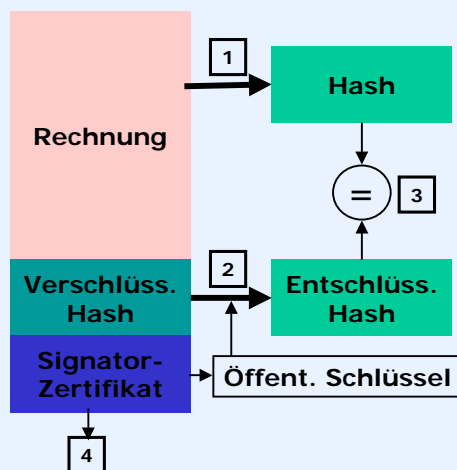 1
Hash
Rechnung
=
3
2
Verschlüss.
Hash
Entschlüss.
Hash
Signator-
Zertifikat
Öffent. Schlüssel
4